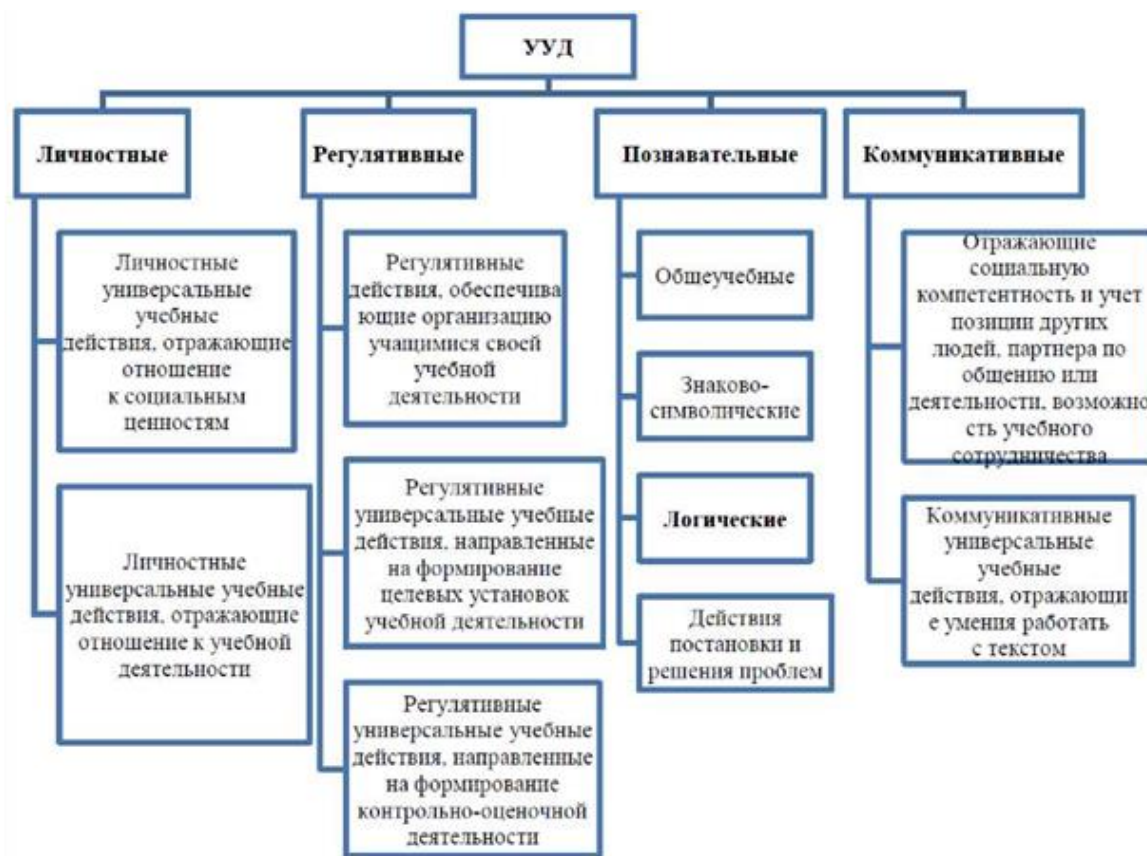 УУД
Личностные
Регулятивные
Познавательные
Коммуникативные
Личностные
универсальные
учебные
действия, отражающие
отношение
к социальным
ценностям
Личностные
универсальные учебные
действия, отражающие
отношение к учебной
деятельности
Регулятивные
действия, обеспечива
ющие организацию
учащимися своей
учебной
деятельности
Регулятивные
универсальные учебные
действия, направленные
на формирование
целевых установок
учебной деятельности
Регулятивные
универсальные учебные
действия, направленные
на формирование
контрольно-оценочной
деятельности
Общеучебные
Знаково-
символические
Логические
Действия
постановки и
решения проблем
Отражающие
социальную
компетентность и учет
позиции других
людей, партнера по
общению или
деятельности, возможно
сть учебного
сотрудничества
Коммуникативные
универсальные
учебные
действия, отражающи
е умения работать
с текстом